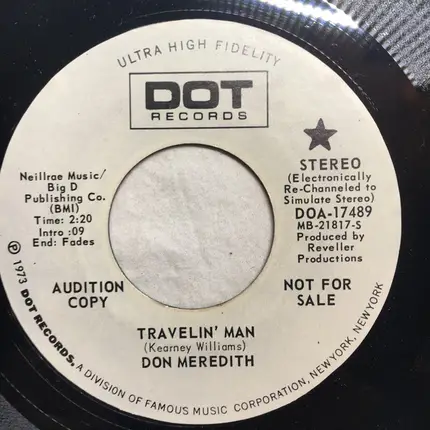 ULTRA HIGH FIDELITY
DOT
RECORDS
Neillrae Music/
Big D
Publishing Co.
(BMI)
Time: 2:20
Intro :09
End: Fades
STEREO
(Electronically
Re-Channeled to
Simulate Stereo)
DOA-17489
MB-21817-S
Produced by
Reveller
Productions
AUDITION
COPY
NOT FOR
SALE
TRAVELIN' MAN
(Kearney Williams)
DON MEREDITH
℗ 1973 DOT RECORDS, A DIVISION OF FAMOUS MUSIC CORPORATION, NEW YORK, NEW YORK